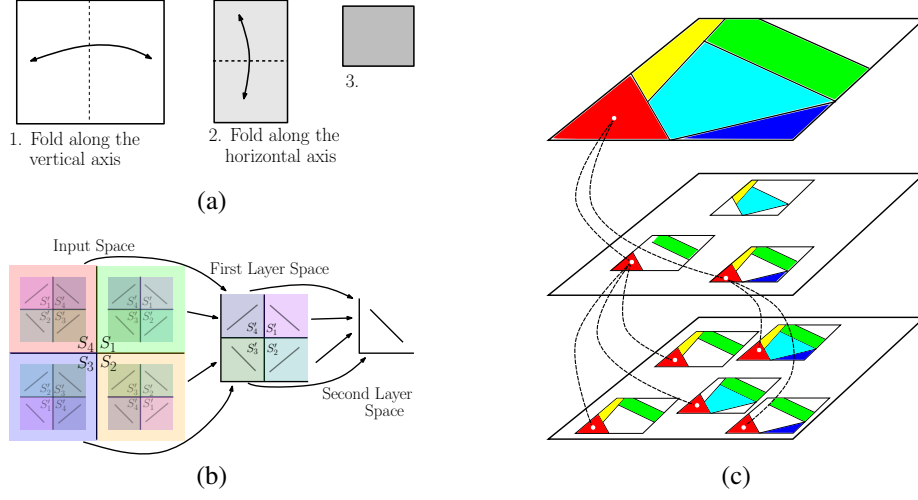 1. Fold along the
vertical axis
2. Fold along the
horizontal axis
3.
(a)
Input Space
First Layer Space
Second Layer
Space
S₄ S₁
S₃ S₂
S′₄ S′₁
S′₃ S′₂
(b)
(c)